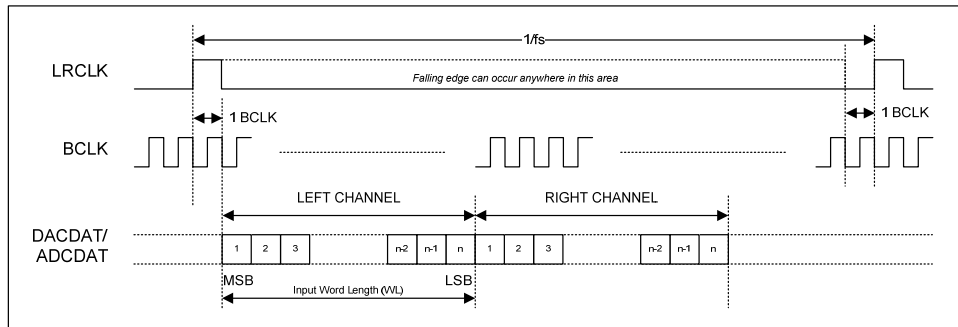 1/fs
LRCLK
Falling edge can occur anywhere in this area
1 BCLK
1 BCLK
BCLK
LEFT CHANNEL
RIGHT CHANNEL
DACDAT/
ADCDAT
1 2 3 n-2 n-1 n 1 2 3 n-2 n-1 n
MSB
LSB
Input Word Length (WL)